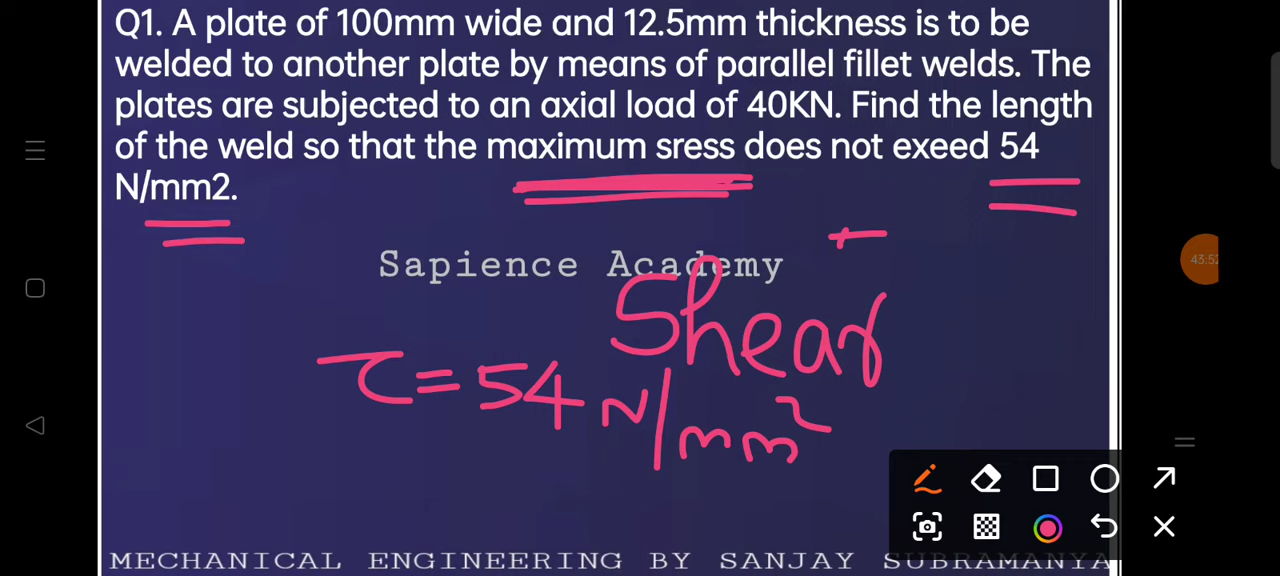 Q1. A plate of 100mm wide and 12.5mm thickness is to be
welded to another plate by means of parallel fillet welds. The
plates are subjected to an axial load of 40KN. Find the length
of the weld so that the maximum sress does not exeed 54
N/mm2.
Sapience Academy
Shear
τ = 54 N/mm²
43:52
MECHANICAL ENGINEERING BY SANJAY SUBRAMANYA